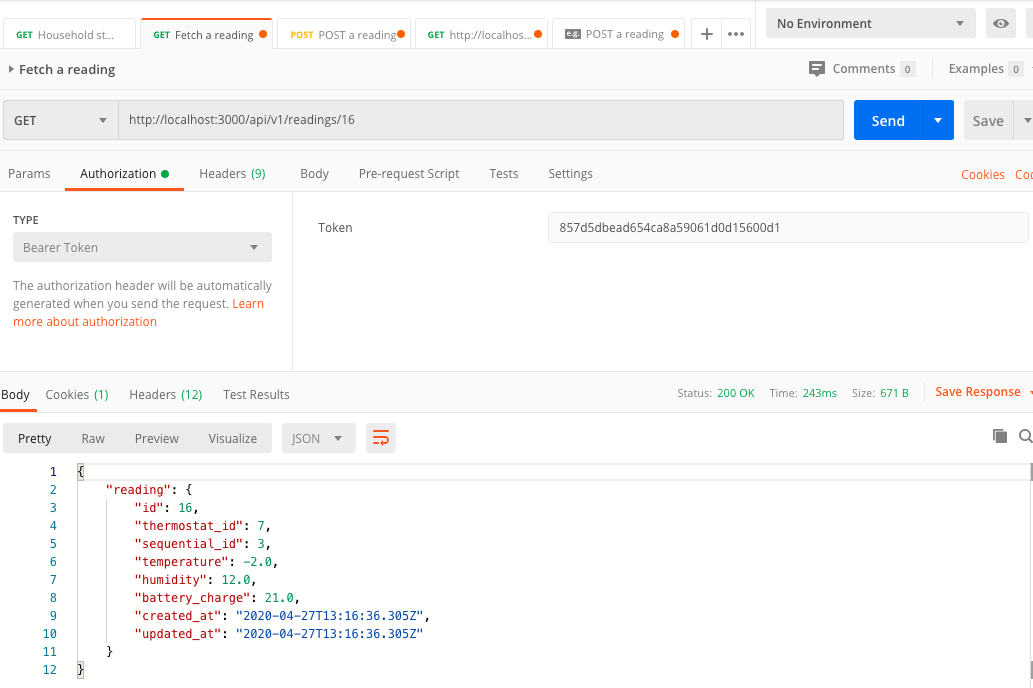 GET Household st... GET Fetch a reading POST POST a reading GET http://localhos... e.g. POST a reading + ••• No Environment
Fetch a reading Comments 0 Examples 0
GET http://localhost:3000/api/v1/readings/16 Send Save
Params Authorization Headers (9) Body Pre-request Script Tests Settings Cookies Coo
TYPE
Bearer Token
Token 857d5dbead654ca8a59061d0d15600d1
The authorization header will be automatically
generated when you send the request. Learn
more about authorization
Body Cookies (1) Headers (12) Test Results Status: 200 OK Time: 243ms Size: 671 B Save Response
Pretty Raw Preview Visualize JSON
1 {
2 "reading": {
3 "id": 16,
4 "thermostat_id": 7,
5 "sequential_id": 3,
6 "temperature": -2.0,
7 "humidity": 12.0,
8 "battery_charge": 21.0,
9 "created_at": "2020-04-27T13:16:36.305Z",
10 "updated_at": "2020-04-27T13:16:36.305Z"
11 }
12 }